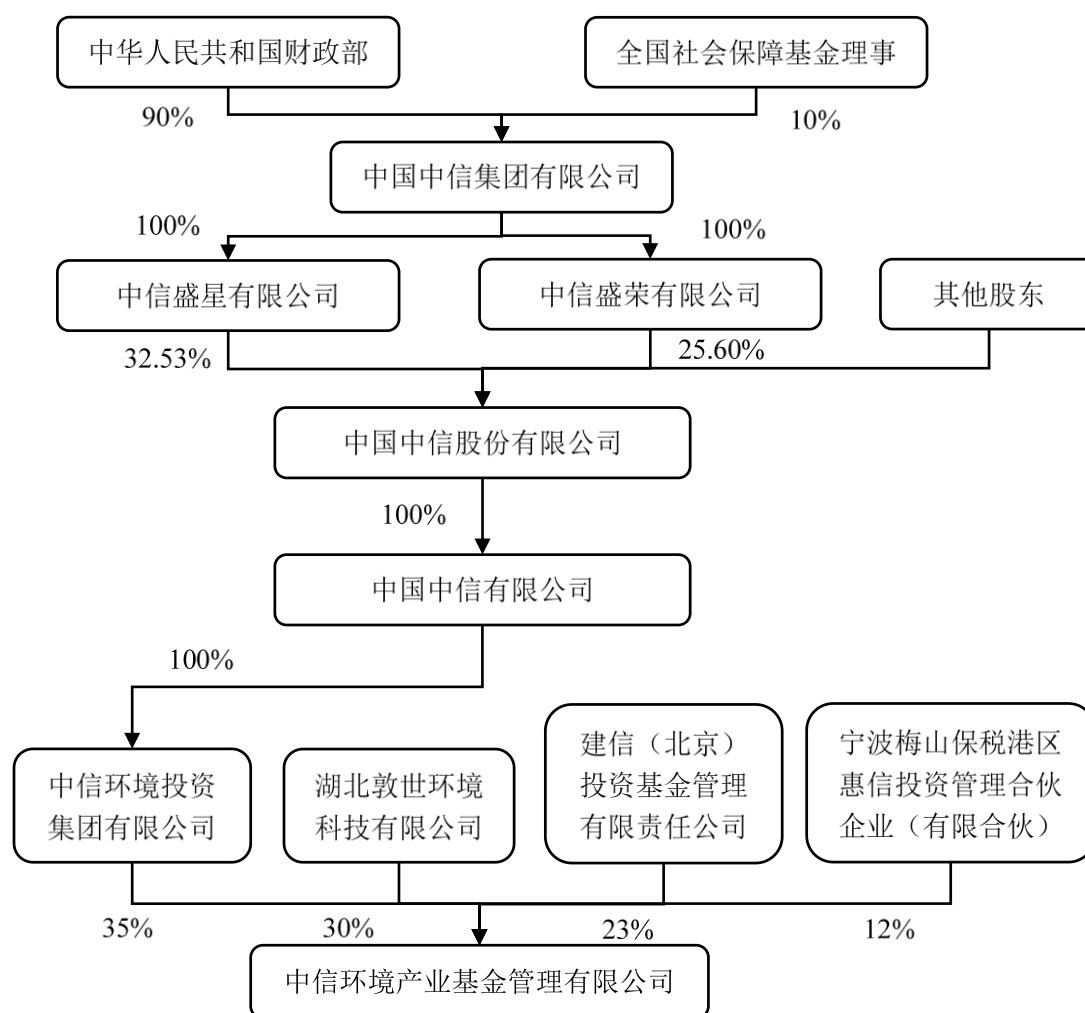 中华人民共和国财政部
全国社会保障基金理事
90%
10%
中国中信集团有限公司
100%
100%
中信盛星有限公司
中信盛荣有限公司
其他股东
32.53%
25.60%
中国中信股份有限公司
100%
中国中信有限公司
100%
中信环境投资
集团有限公司
湖北敦世环境
科技有限公司
建信（北京）
投资基金管理
有限责任公司
宁波梅山保税港区
惠信投资管理合伙
企业（有限合伙）
35%
30%
23%
12%
中信环境产业基金管理有限公司